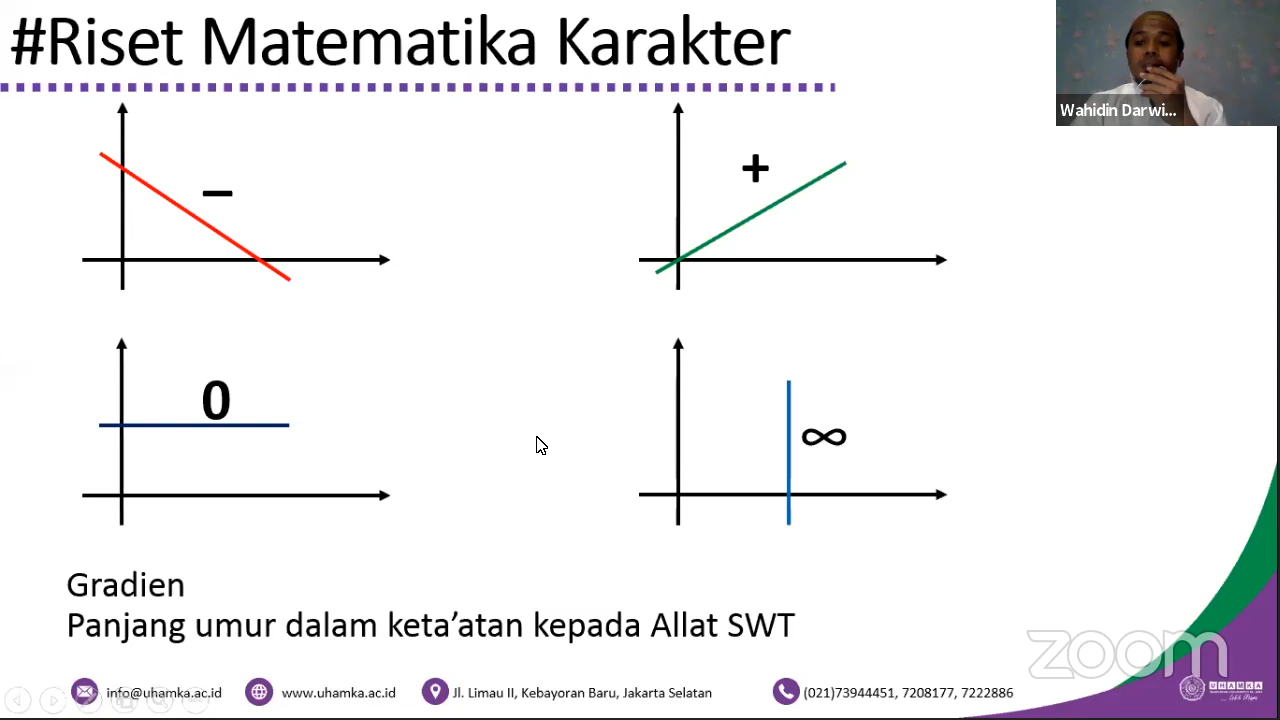 #Riset Matematika Karakter
Wahidin Darwi...
−
+
0
∞
Gradien
Panjang umur dalam keta’atan kepada Allat SWT
zoom
info@uhamka.ac.id
www.uhamka.ac.id
Jl. Limau II, Kebayoran Baru, Jakarta Selatan
(021)73944451, 7208177, 7222886
UHAMKA